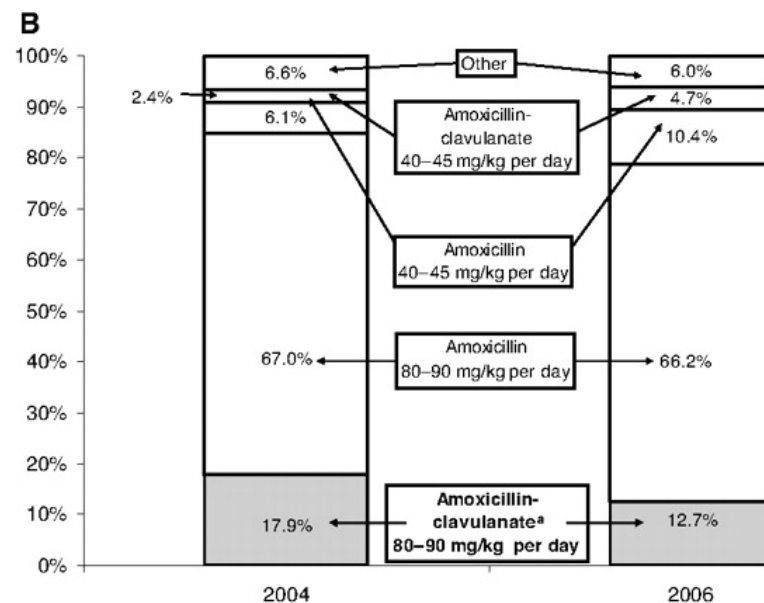 B
100%
90%
80%
70%
60%
50%
40%
30%
20%
10%
0%
6.6%
2.4%
6.1%
67.0%
17.9%
Other
Amoxicillin-
clavulanate
40–45 mg/kg per day
Amoxicillin
40–45 mg/kg per day
Amoxicillin
80–90 mg/kg per day
Amoxicillin-
clavulanateᵃ
80–90 mg/kg per day
6.0%
4.7%
10.4%
66.2%
12.7%
2004
2006